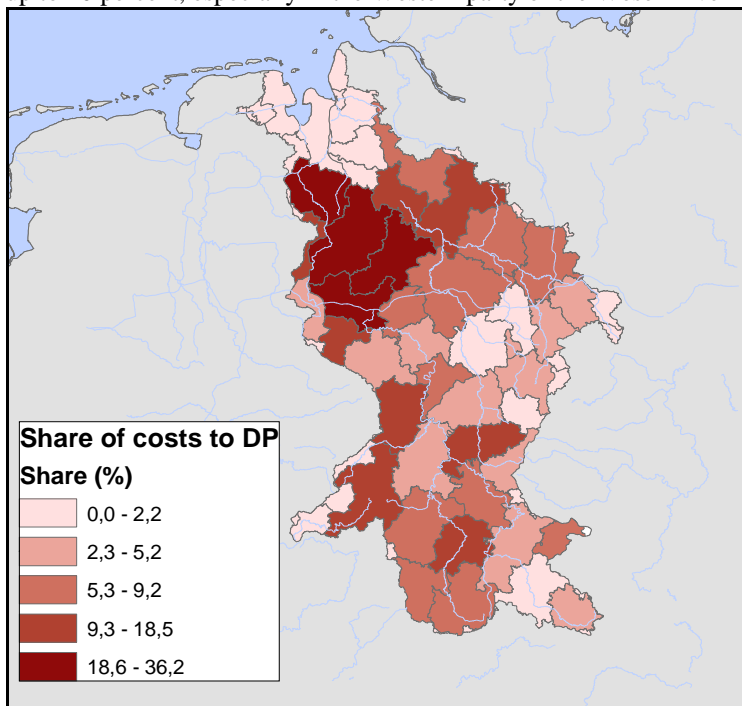 Share of costs to DP
Share (%)
0,0 - 2,2
2,3 - 5,2
5,3 - 9,2
9,3 - 18,5
18,6 - 36,2